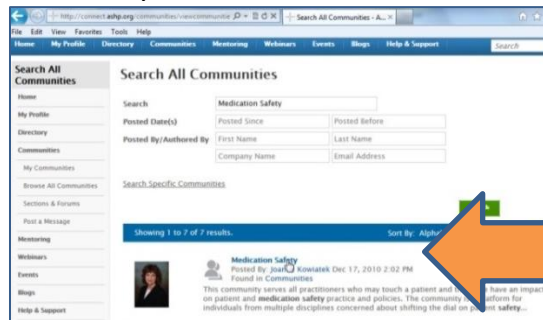 http://connect.ashp.org/communities/viewcommunitie
Search All Communities - A...
File Edit View Favorites Tools Help
Home My Profile Directory Communities Mentoring Webinars Events Blogs Help & Support Search
Search All
Communities
Home
My Profile
Directory
Communities
My Communities
Browse All Communities
Sections & Forums
Post a Message
Mentoring
Webinars
Events
Blogs
Help & Support
Search All Communities
Search Medication Safety
Posted Date(s) Posted Since Posted Before
Posted By/Authored By First Name Last Name
Company Name Email Address
Search Specific Communities
Showing 1 to 7 of 7 results. Sort By:
Medication Safety
Posted By: Kowiatek Dec 17, 2010 2:02 PM
Found in Communities
This community serves all practitioners who may touch a patient and have an impact
on patient and medication safety practice and policies. The community platform for
individuals from multiple disciplines concerned about shifting the dial on patient safety...